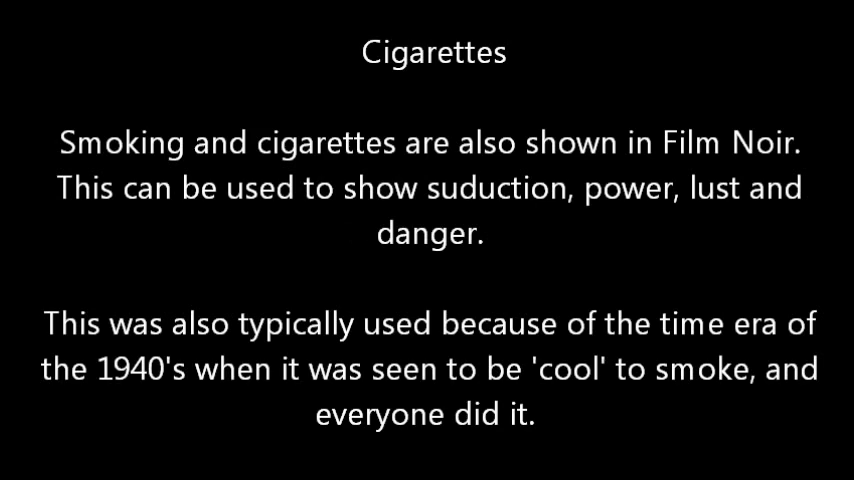 Cigarettes
Smoking and cigarettes are also shown in Film Noir.
This can be used to show suduction, power, lust and
danger.
This was also typically used because of the time era of
the 1940's when it was seen to be 'cool' to smoke, and
everyone did it.